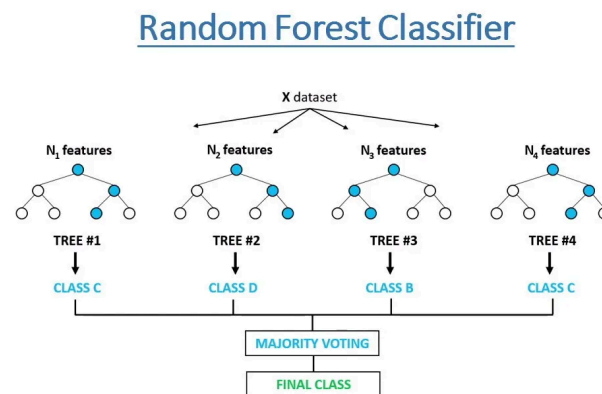 Random Forest Classifier
X dataset
N₁ features N₂ features N₃ features N₄ features
TREE #1 TREE #2 TREE #3 TREE #4
CLASS C CLASS D CLASS B CLASS C
MAJORITY VOTING
FINAL CLASS